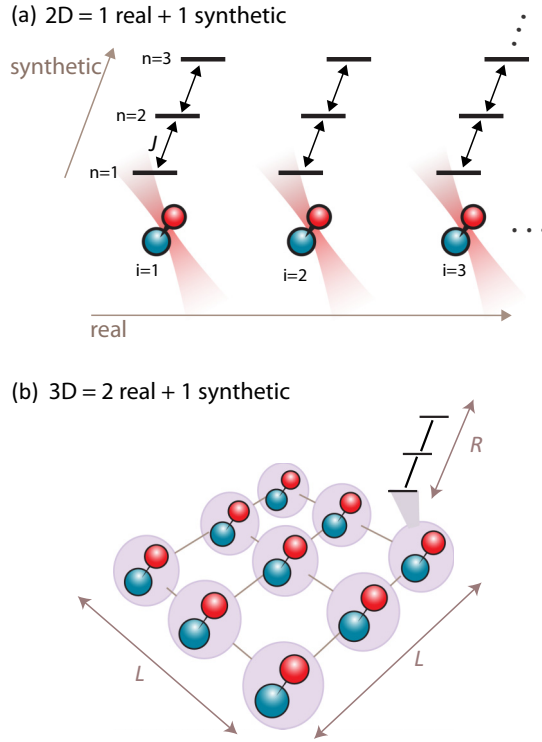 (a) 2D = 1 real + 1 synthetic
synthetic
n=3
n=2
J
n=1
i=1
i=2
i=3
real
(b) 3D = 2 real + 1 synthetic
R
L
L